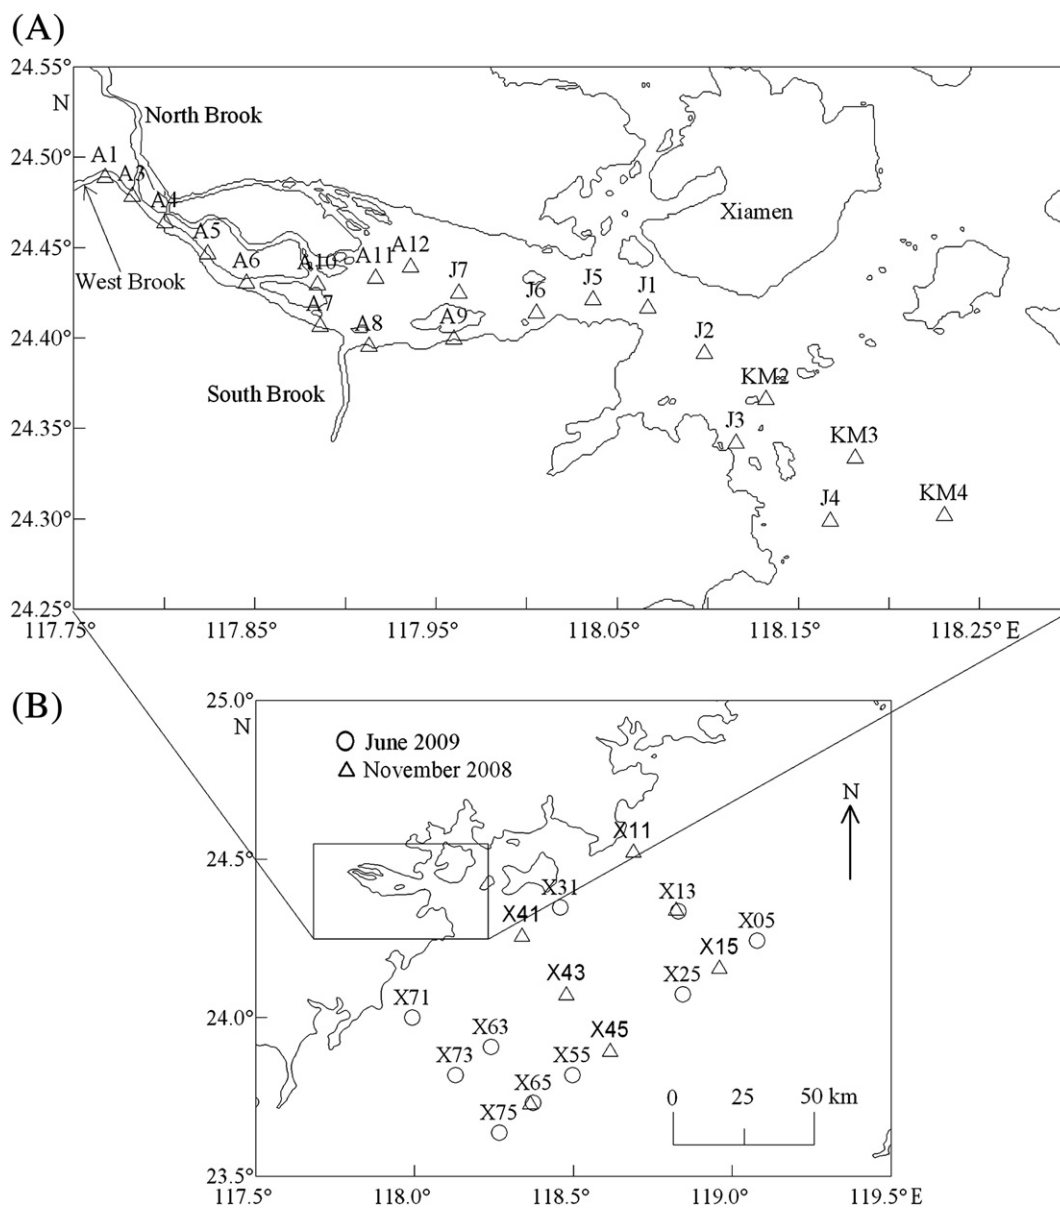 (A)
24.55°
N
North Brook
24.50°
A1
A3
A4
Xiamen
A5
24.45°
A12
A11
A10
A6
West Brook
J7
J5
J1
J6
A7
A9
A8
24.40°
J2
South Brook
KM2
24.35°
J3
KM3
J4
KM4
24.30°
24.25°
117.75° 117.85° 117.95° 118.05° 118.15° 118.25° E
(B)
25.0°
N
June 2009
November 2008
N
X11
24.5°
X31
X13
X41
X05
X15
X43
X25
X71
24.0°
X63
X45
X73
X55
X65
0 25 50 km
X75
23.5°
117.5° 118.0° 118.5° 119.0° 119.5° E